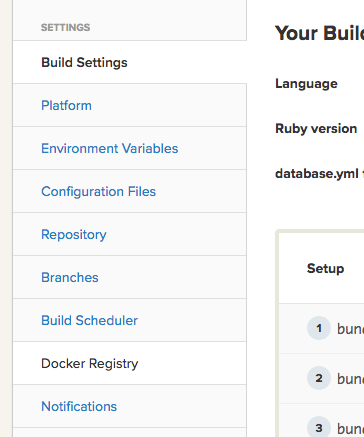 SETTINGS
Build Settings
Platform
Environment Variables
Configuration Files
Repository
Branches
Build Scheduler
Docker Registry
Notifications
Your Buil
Language
Ruby version
database.yml
Setup
1 bund
2 bund
3 bund